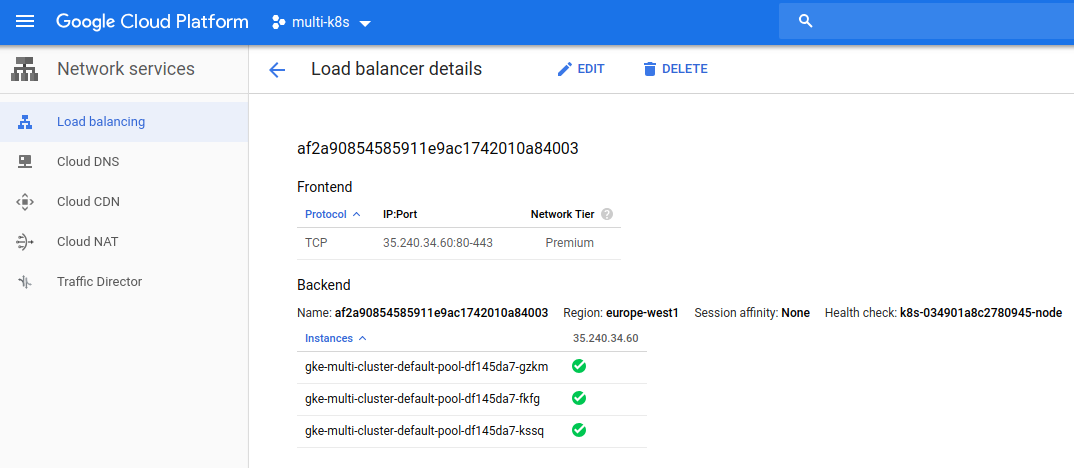 Google Cloud Platform multi-k8s
Network services
Load balancer details EDIT DELETE
Load balancing
Cloud DNS
Cloud CDN
Cloud NAT
Traffic Director
af2a90854585911e9ac1742010a84003
Frontend
Protocol IP:Port Network Tier ?
TCP 35.240.34.60:80-443 Premium
Backend
Name: af2a90854585911e9ac1742010a84003 Region: europe-west1 Session affinity: None Health check: k8s-034901a8c2780945-node
Instances 35.240.34.60
gke-multi-cluster-default-pool-df145da7-gzkm
gke-multi-cluster-default-pool-df145da7-fkfg
gke-multi-cluster-default-pool-df145da7-kssq